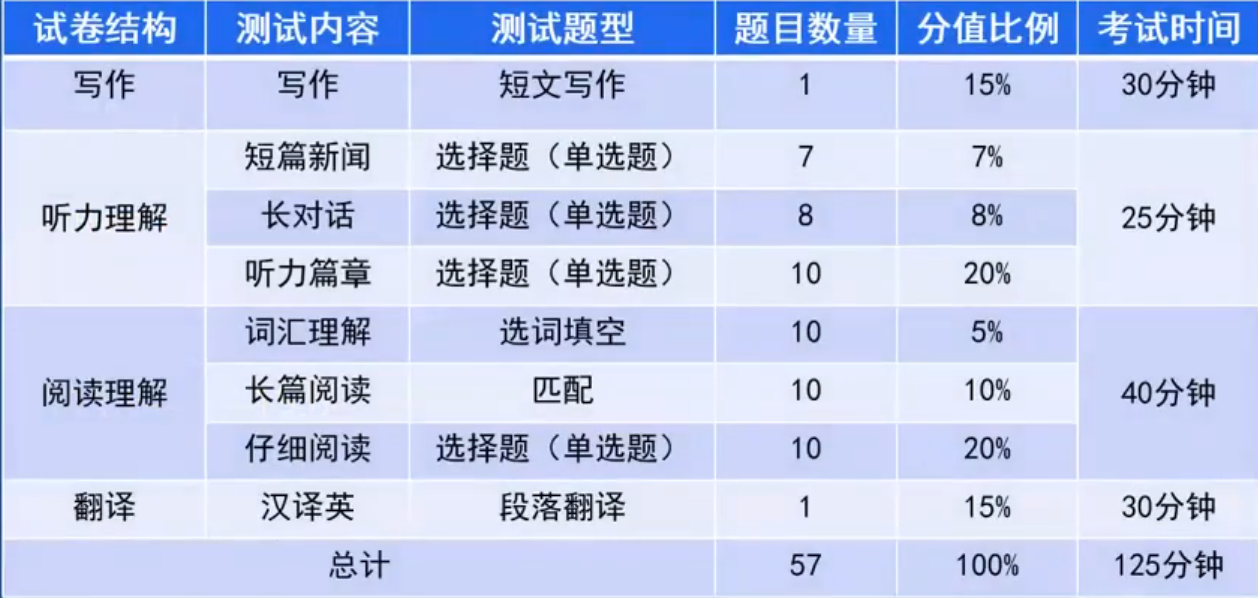 试卷结构 测试内容 测试题型 题目数量 分值比例 考试时间
写作 写作 短文写作 1 15% 30分钟
听力理解 短篇新闻 选择题（单选题） 7 7% 25分钟
长对话 选择题（单选题） 8 8%
听力篇章 选择题（单选题） 10 20%
阅读理解 词汇理解 选词填空 10 5% 40分钟
长篇阅读 匹配 10 10%
仔细阅读 选择题（单选题） 10 20%
翻译 汉译英 段落翻译 1 15% 30分钟
总计 57 100% 125分钟